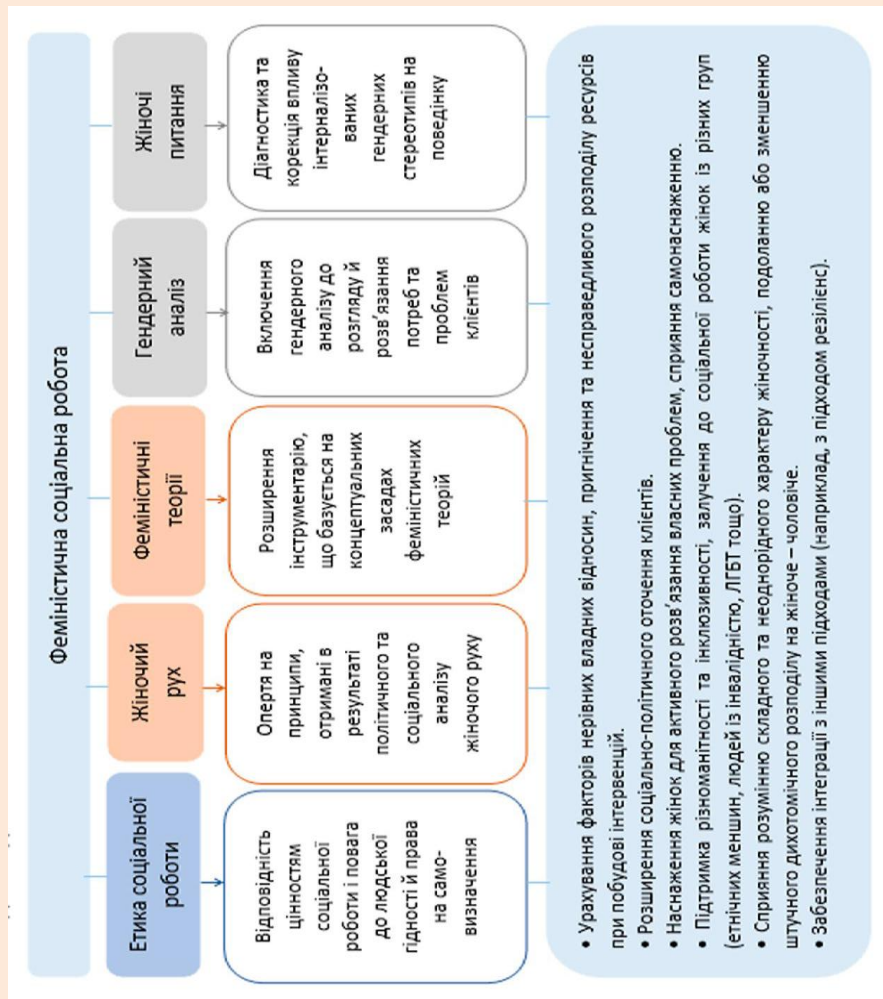 Феміністична соціальна робота
Етика соціальної
роботи
Жіночий
рух
Феміністичні
теорії
Гендерний
аналіз
Жіночі
питання
Відповідність
цінностям
соціальної
роботи і повага
до людської
гідності й права
на само-
визначення
Опертя на
принципи,
отримані в
результаті
політичного та
соціального
аналізу
жіночого руху
Розширення
інструментарію,
що базується на
концептуальних
засадах
феміністичних
теорій
Включення
гендерного
аналізу до
розгляду й
розв’язання
потреб та
проблем
клієнтів
Діагностика та
корекція впливу
інтерналізо-
ваних
гендерних
стереотипів на
поведінку
• Урахування факторів нерівних владних відносин, пригнічення та несправедливого розподілу ресурсів
при побудові інтервенцій.
• Розширення соціально-політичного оточення клієнтів.
• Наснаження жінок для активного розв’язання власних проблем, сприяння самонаснаженню.
• Підтримка різноманітності та інклюзивності, залучення до соціальної роботи жінок із різних груп
(етнічних меншин, людей із інвалідністю, ЛГБТ тощо).
• Сприяння розумінню складного та неоднорідного характеру жіночності, подоланню або зменшенню
штучного дихотомічного розподілу на жіноче – чоловіче.
• Забезпечення інтеграції з іншими підходами (наприклад, з підходом резілієнс).